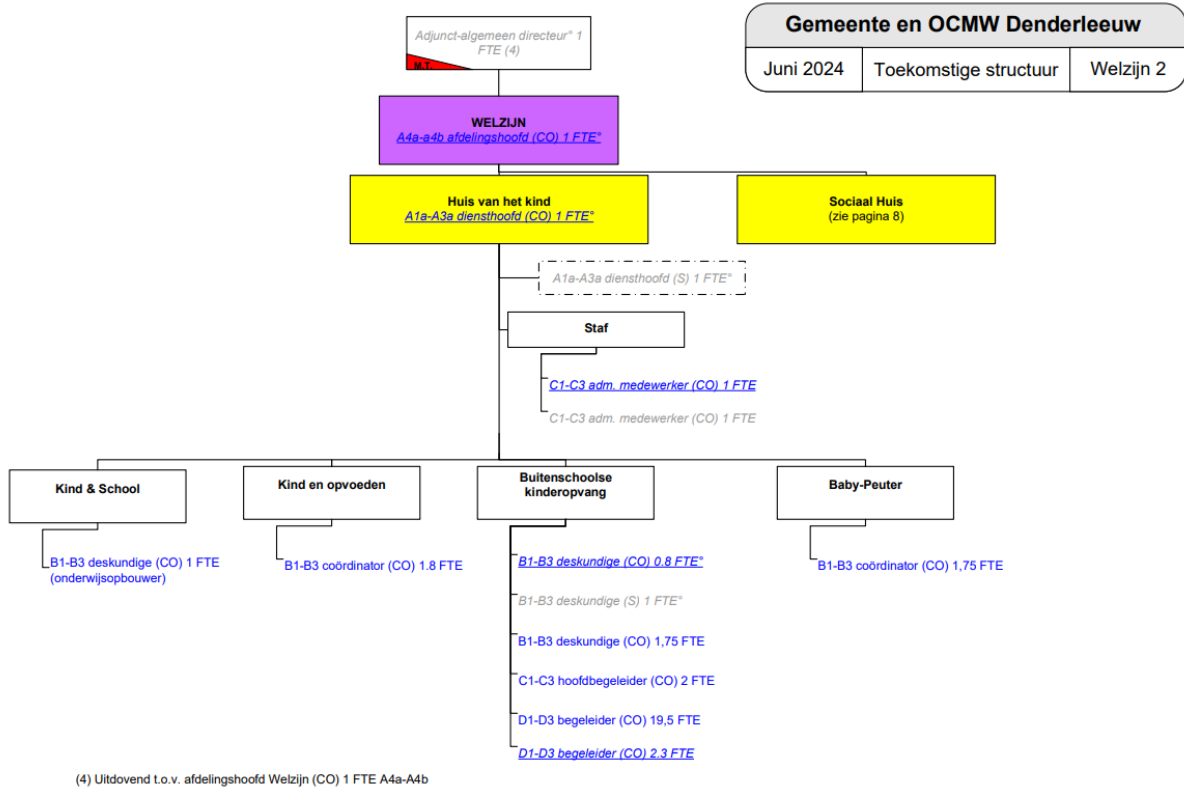 Adjunct-algemeen directeur° 1
FTE (4)
M.T.
Gemeente en OCMW Denderleeuw
Juni 2024
Toekomstige structuur
Welzijn 2
WELZIJN
A4a-a4b afdelingshoofd (CO) 1 FTE°
Huis van het kind
A1a-A3a diensthoofd (CO) 1 FTE°
Sociaal Huis
(zie pagina 8)
A1a-A3a diensthoofd (S) 1 FTE°
Staf
C1-C3 adm. medewerker (CO) 1 FTE
C1-C3 adm. medewerker (CO) 1 FTE
Kind & School
B1-B3 deskundige (CO) 1 FTE
(onderwijsopbouwer)
Kind en opvoeden
B1-B3 coördinator (CO) 1.8 FTE
Buitenschoolse
kinderopvang
B1-B3 deskundige (CO) 0.8 FTE°
B1-B3 deskundige (S) 1 FTE°
B1-B3 deskundige (CO) 1,75 FTE
C1-C3 hoofdbegeleider (CO) 2 FTE
D1-D3 begeleider (CO) 19,5 FTE
D1-D3 begeleider (CO) 2.3 FTE
Baby-Peuter
B1-B3 coördinator (CO) 1,75 FTE
(4) Uitdovend t.o.v. afdelingshoofd Welzijn (CO) 1 FTE A4a-A4b